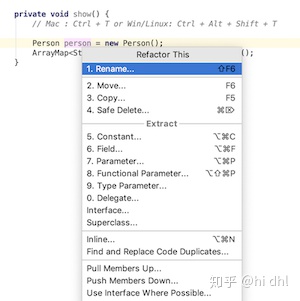 private void show() {
// Mac : Ctrl + T or Win/Linux: Ctrl + Alt + Shift + T
Person person = new Person();
ArrayMap<St
();
}
Refactor This
1. Rename... ⇧F6
2. Move... F6
3. Copy... F5
4. Safe Delete... ⌘⌦
Extract
5. Constant... ⌥⌘C
6. Field... ⌥⌘F
7. Parameter... ⌥⌘P
8. Functional Parameter... ⌥⇧⌘P
9. Type Parameter...
0. Delegate...
Interface...
Superclass...
Inline... ⌥⌘N
Find and Replace Code Duplicates...
Pull Members Up...
Push Members Down...
Use Interface Where Possible...
知乎 @hi dhl